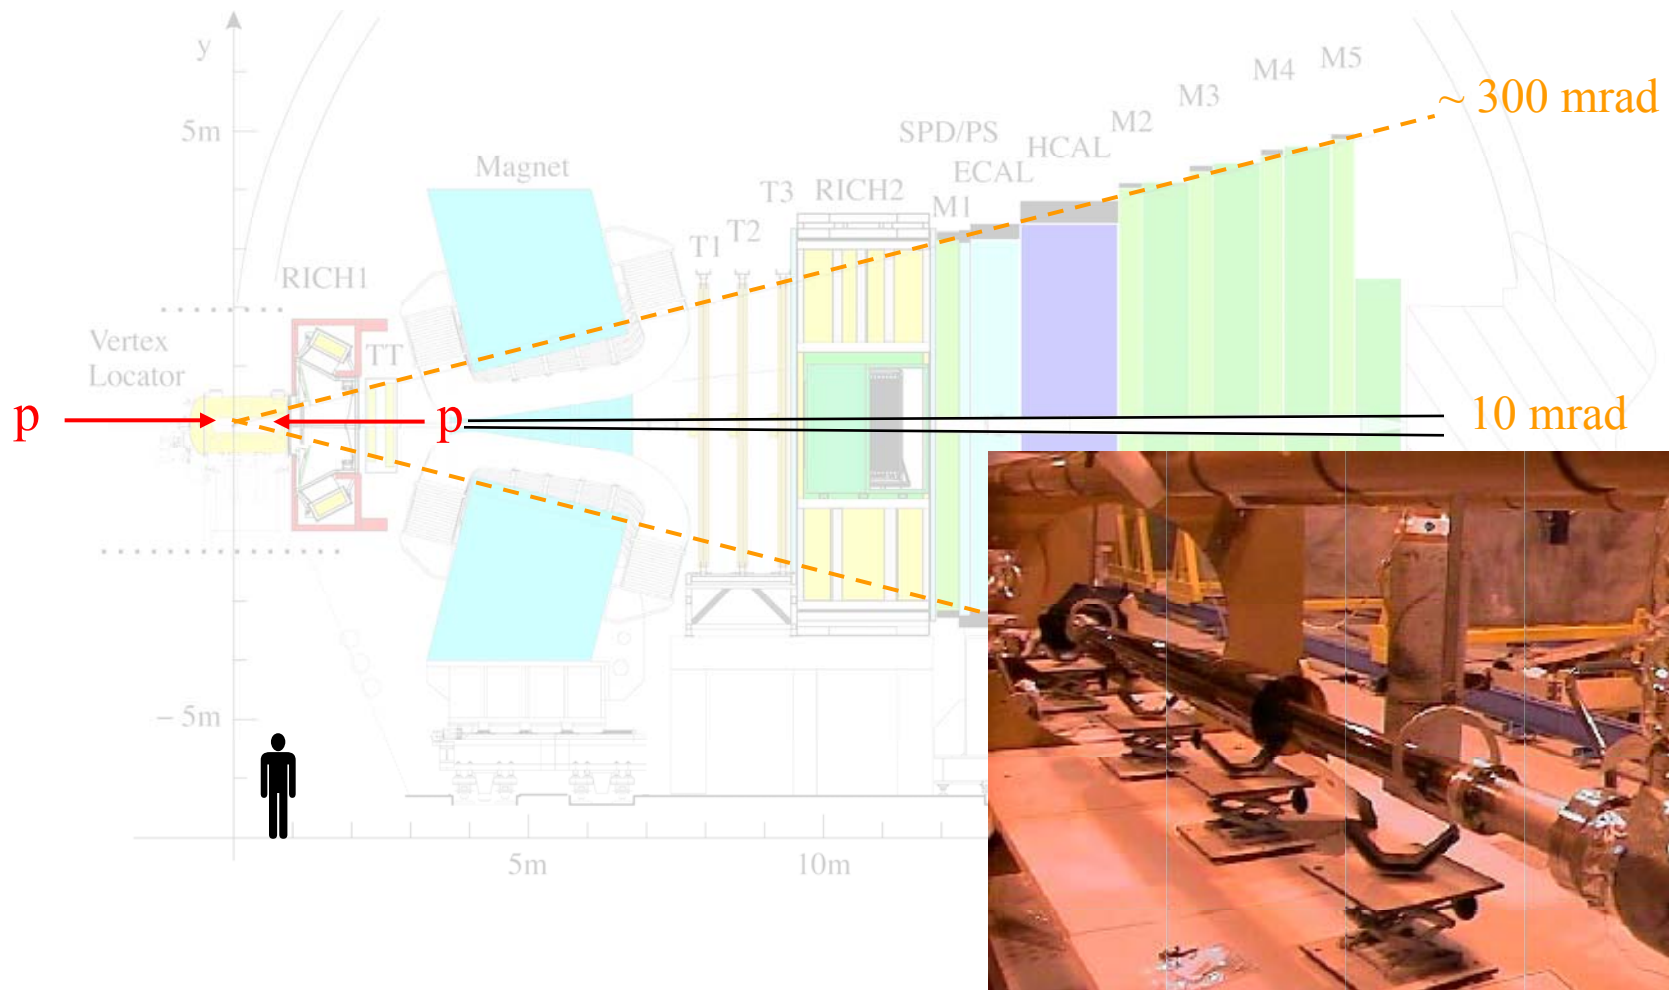 y
5m
Magnet
RICH1
Vertex
Locator
TT
T1
T2
T3
RICH2
SPD/PS
M1
ECAL
HCAL
M2
M3
M4
M5
~ 300 mrad
p
p
10 mrad
– 5m
5m
10m